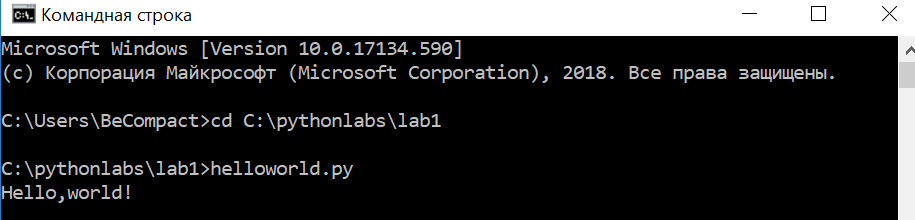 Командная строка
Microsoft Windows [Version 10.0.17134.590]
(c) Корпорация Майкрософт (Microsoft Corporation), 2018. Все права защищены.
C:\Users\BeCompact>cd C:\pythonlabs\lab1
C:\pythonlabs\lab1>helloworld.py
Hello,world!